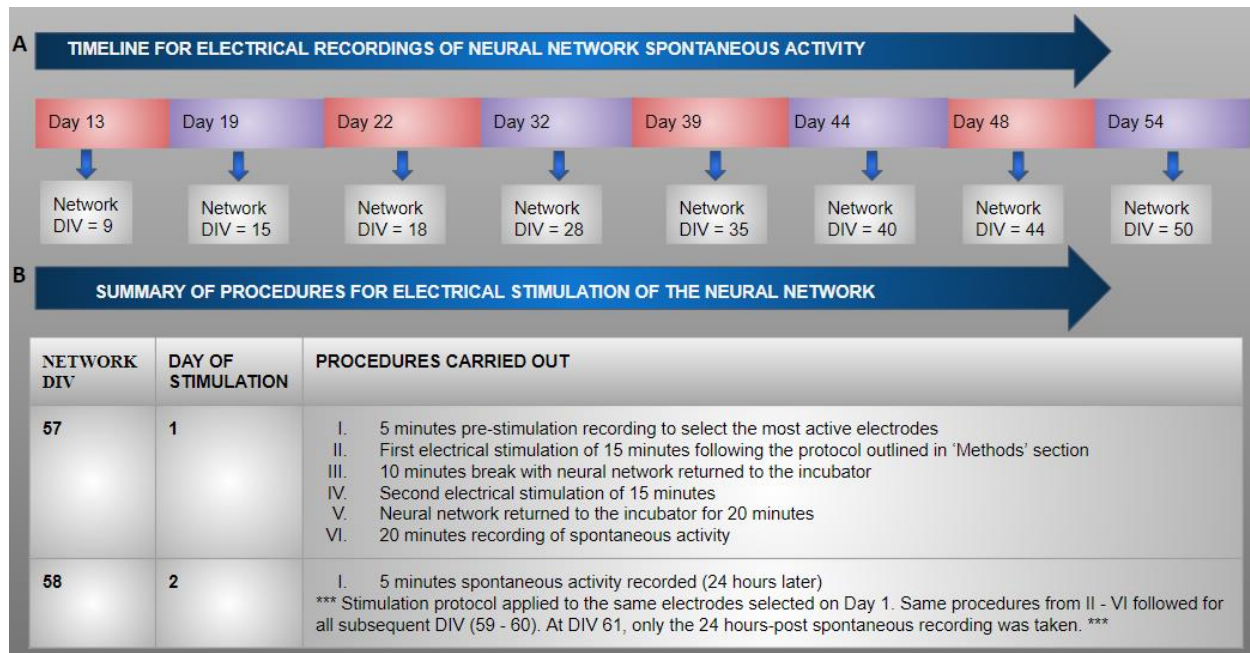 A
TIMELINE FOR ELECTRICAL RECORDINGS OF NEURAL NETWORK SPONTANEOUS ACTIVITY
Day 13
Day 19
Day 22
Day 32
Day 39
Day 44
Day 48
Day 54
Network
DIV = 9
Network
DIV = 15
Network
DIV = 18
Network
DIV = 28
Network
DIV = 35
Network
DIV = 40
Network
DIV = 44
Network
DIV = 50
B
SUMMARY OF PROCEDURES FOR ELECTRICAL STIMULATION OF THE NEURAL NETWORK
NETWORK
DIV
DAY OF
STIMULATION
PROCEDURES CARRIED OUT
57
1
I. 5 minutes pre-stimulation recording to select the most active electrodes
II. First electrical stimulation of 15 minutes following the protocol outlined in ‘Methods’ section
III. 10 minutes break with neural network returned to the incubator
IV. Second electrical stimulation of 15 minutes
V. Neural network returned to the incubator for 20 minutes
VI. 20 minutes recording of spontaneous activity
58
2
I. 5 minutes spontaneous activity recorded (24 hours later)
*** Stimulation protocol applied to the same electrodes selected on Day 1. Same procedures from II - VI followed for
all subsequent DIV (59 - 60). At DIV 61, only the 24 hours-post spontaneous recording was taken. ***